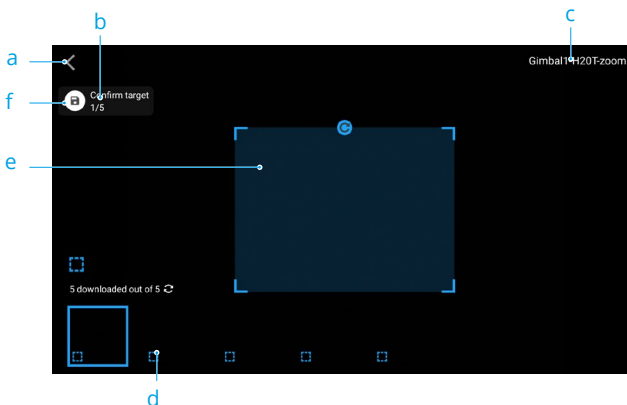 b
c
a
Gimbal1-H20T-zoom
f
Confirm target
1/5
e
5 downloaded out of 5
d